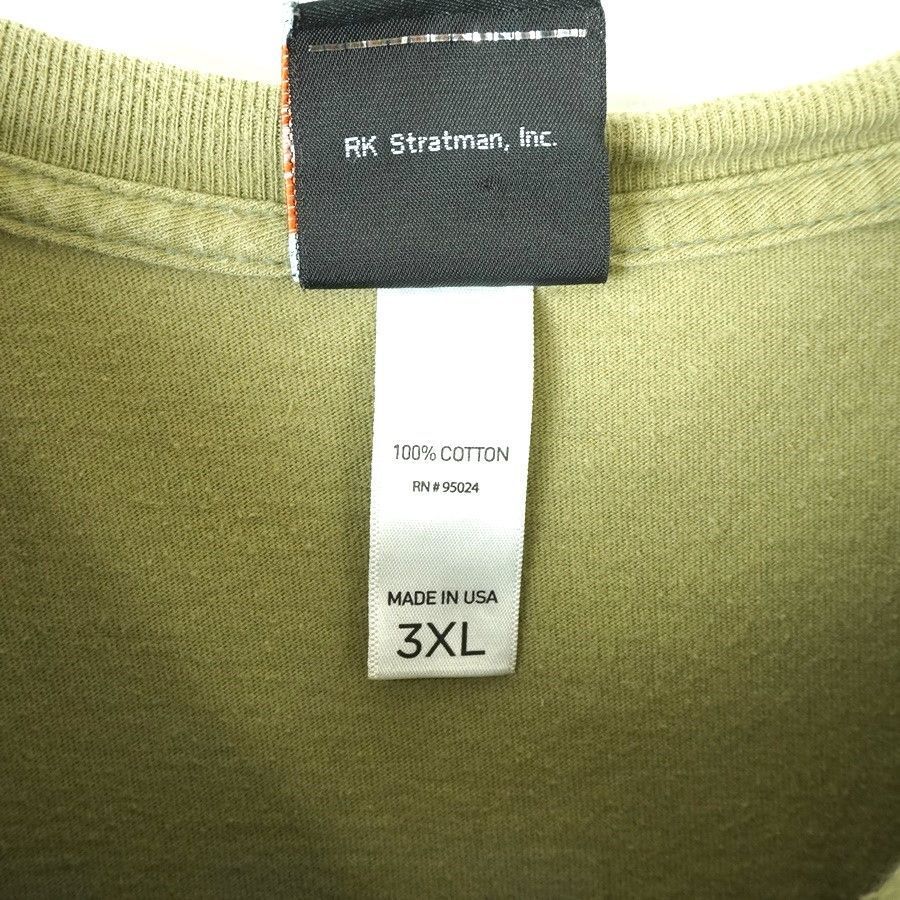 RK Stratman, Inc.
100% COTTON
RN # 95024
MADE IN USA
3XL